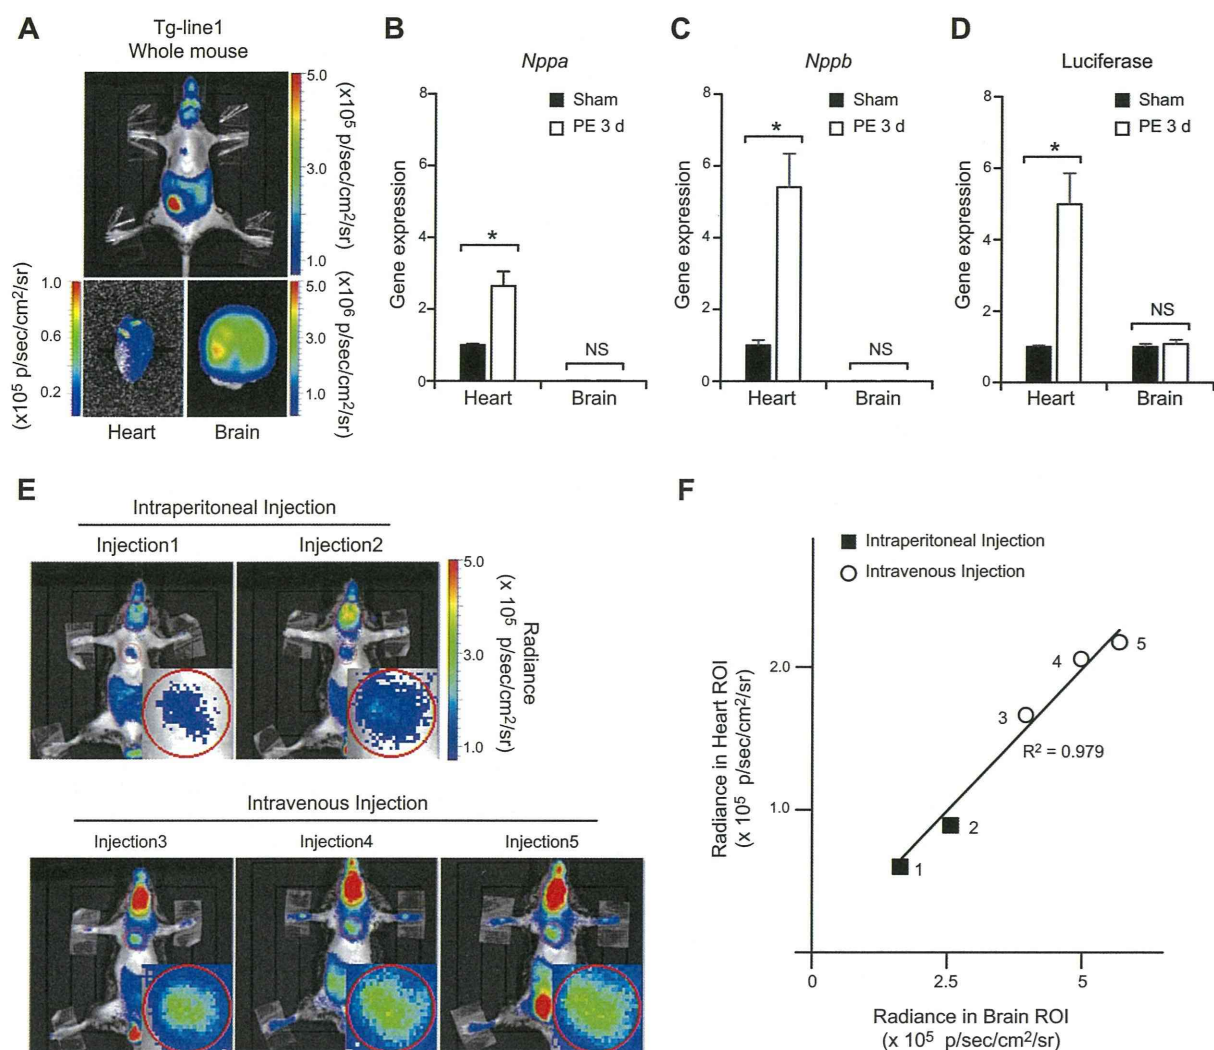 A
Tg-line1
Whole mouse
5.0
3.0
1.0
(x10⁵ p/sec/cm²/sr)
1.0
0.6
0.2
(x10⁵ p/sec/cm²/sr)
5.0
3.0
1.0
(x10⁶ p/sec/cm²/sr)
Heart
Brain
B
Nppa
Sham
PE 3 d
Gene expression
8
6
4
2
0
*
NS
Heart
Brain
C
Nppb
Sham
PE 3 d
Gene expression
8
6
4
2
0
*
NS
Heart
Brain
D
Luciferase
Sham
PE 3 d
Gene expression
8
6
4
2
0
*
NS
Heart
Brain
E
Intraperitoneal Injection
Injection1
Injection2
5.0
4.0
3.0
2.0
1.0
Radiance
(x 10⁵ p/sec/cm²/sr)
Intravenous Injection
Injection3
Injection4
Injection5
F
Intraperitoneal Injection
Intravenous Injection
Radiance in Heart ROI
(x 10⁵ p/sec/cm²/sr)
2.0
1.0
4
5
3
R² = 0.979
2
1
0
2.5
5
Radiance in Brain ROI
(x 10⁵ p/sec/cm²/sr)